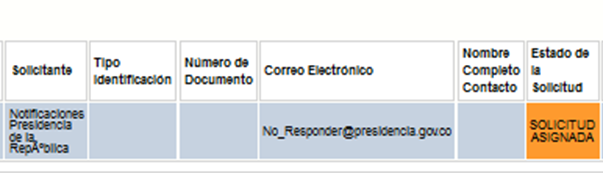 Solicitante
Tipo
Identificación
Número de
Documento
Correo Electrónico
Nombre
Completo
Contacto
Estado de
la
Solicitud
Notificaciones
Presidencia
de la
RepÃºblica
No_Responder@presidencia.gov.co
SOLICITUD
ASIGNADA